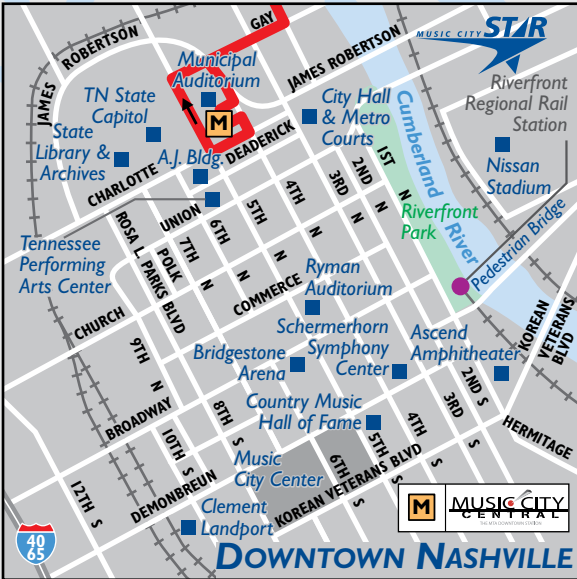 GAY
MUSIC CITY STAR
ROBERTSON
JAMES
Municipal
Auditorium
JAMES ROBERTSON
Riverfront
Regional Rail
Station
TN State
Capitol
M
City Hall
& Metro
Courts
Cumberland
River
State
Library &
Archives
A.J. Bldg.
DEADERICK
CHARLOTTE
1ST N
Nissan
Stadium
UNION
4TH N
3RD N
2ND N
Riverfront
Park
ROSA L. PARKS BLVD
POLK
7TH N
6TH N
5TH N
Tennessee
Performing
Arts Center
Pedestrian Bridge
COMMERCE
Ryman
Auditorium
CHURCH
Schermerhorn
Symphony
Center
Ascend
Amphitheater
KOREAN
VETERANS
BLVD
9TH N
Bridgestone
Arena
BROADWAY
8TH S
Country Music
Hall of Fame
2ND S
3RD S
4TH S
5TH S
HERMITAGE
10TH S
Music
City Center
6TH S
12TH S
DEMONBREUN
KOREAN VETERANS BLVD
Clement
Landport
M
MUSIC CITY
CENTRAL
THE MTA DOWNTOWN STATION
40
65
DOWNTOWN NASHVILLE